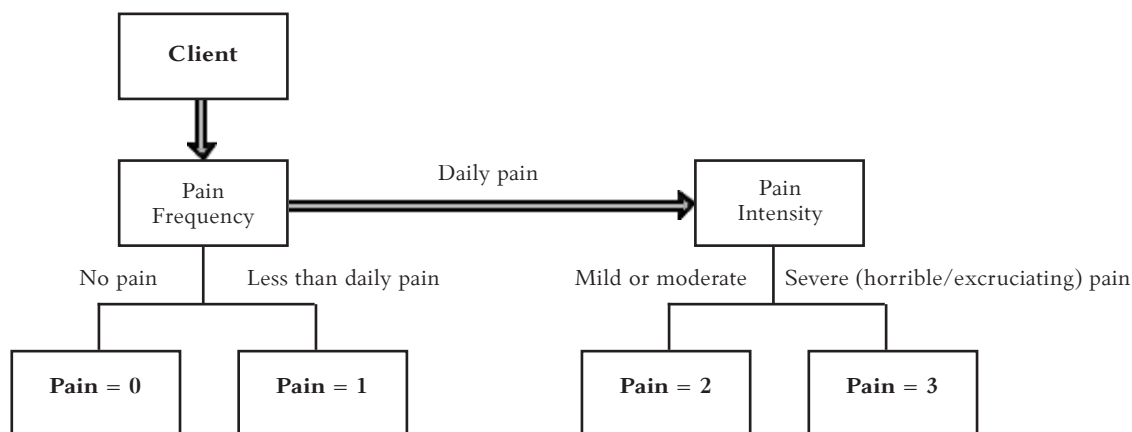 Client
Daily pain
Pain
Frequency
Pain
Intensity
No pain
Less than daily pain
Mild or moderate
Severe (horrible/excruciating) pain
Pain = 0
Pain = 1
Pain = 2
Pain = 3